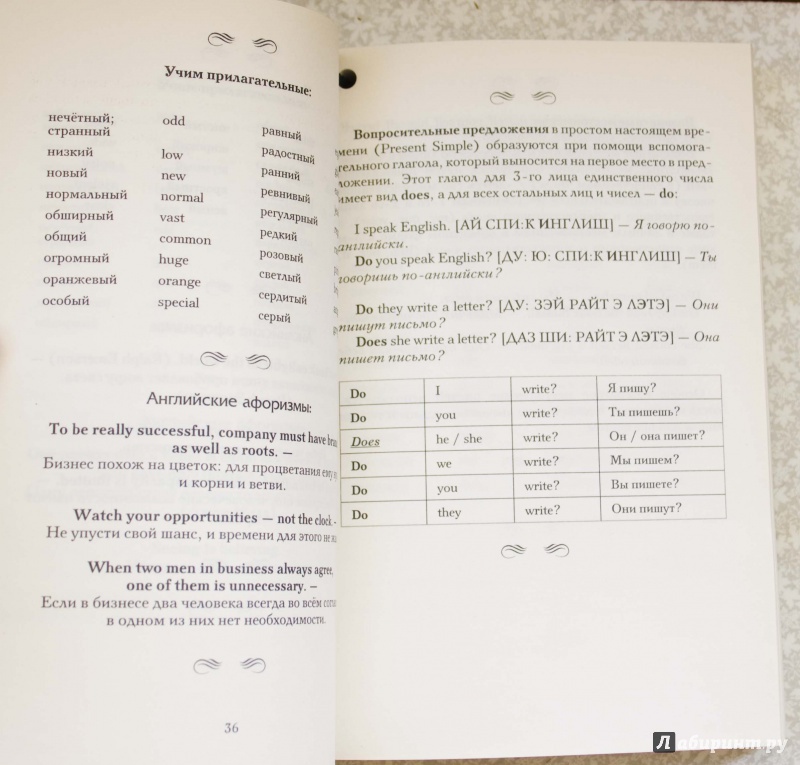 Учим прилагательные:
нечётный; странный odd равный
низкий low радостный
новый new ранний
нормальный normal ревнивый
обширный vast регулярный
общий common редкий
огромный huge розовый
оранжевый orange светлый
особый special сердитый
серый
Английские афоризмы:
To be really successful, company must have
as well as roots. –
Бизнес похож на цветок: для процветания
и корни и ветви.
Watch your opportunities — not the clock -
Не упусти свой шанс, и времени для этого не
When two men in business always agree,
one of them is unnecessary. –
Если в бизнесе два человека всегда во всём
в одном из них нет необходимости.
36
Вопросительные предложения в простом настоящем вре-
мени (Present Simple) образуются при помощи вспомога-
тельного глагола, который выносится на первое место в пред-
ложении. Этот глагол для 3-го лица единственного числа
имеет вид does, а для всех остальных лиц и чисел — do:
I speak English. [АЙ СПИ:К ИНГЛИШ] — Я говорю по-
английски.
Do you speak English? [ДУ: Ю: СПИ:К ИНГЛИШ] — Ты
говоришь по-английски?
Do they write a letter? [ДУ: ЗЭЙ РАЙТ Э ЛЭТЭ] — Они
пишут письмо?
Does she write a letter? [ДАЗ ШИ: РАЙТ Э ЛЭТЭ] — Она
пишет письмо?
Do I write? Я пишу?
Do you write? Ты пишешь?
Does he / she write? Он / она пишет?
Do we write? Мы пишем?
Do you write? Вы пишете?
Do they write? Они пишут?
Лабиринт.ру